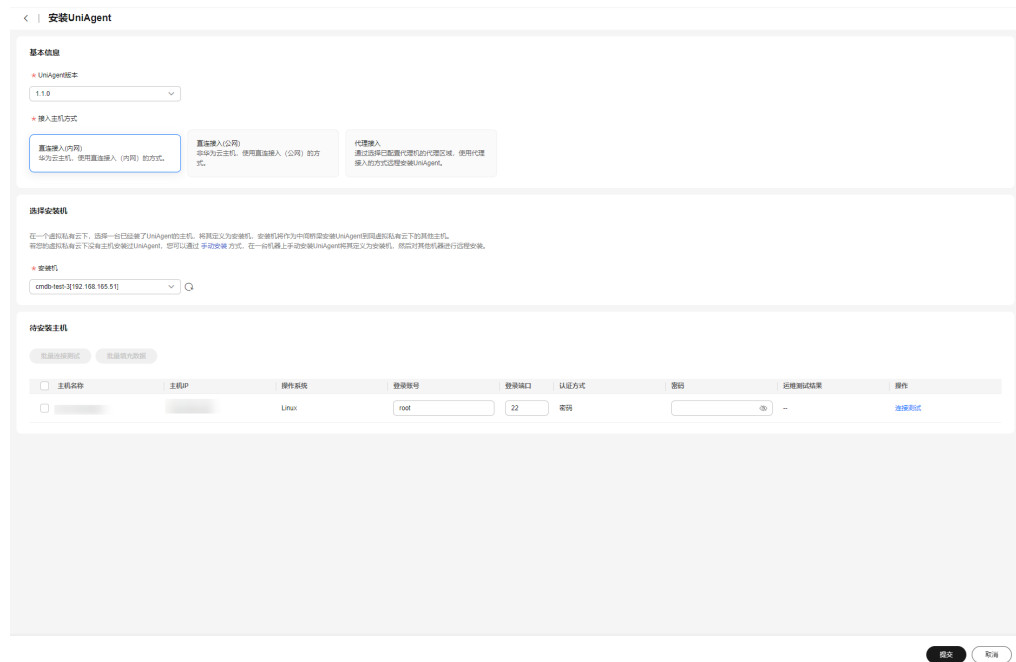 安装UniAgent
基本信息
* UniAgent版本
1.1.0
* 接入主机方式
直连接入(内网)
华为云主机，使用直连接入（内网）的方式。
直连接入(公网)
非华为云主机，使用直连接入（公网）的方
式。
代理接入
通过选择已配置代理机的代理区域，使用代理
接入的方式远程安装UniAgent。
选择安装机
在一个虚拟私有云下，选择一台已经装了UniAgent的主机，将其定义为安装机，安装机将作为中间桥梁安装UniAgent到同虚拟私有云下的其他主机。
若您的虚拟私有云下没有主机安装过UniAgent，您可以通过 手动安装 方式，在一台机器上手动安装UniAgent将其定义为安装机，然后对其他机器进行远程安装。
* 安装机
cmdb-test-3[192.168.165.51]
待安装主机
批量连接测试 批量填充数据
主机名称 主机IP 操作系统 登录账号 登录端口 认证方式 密码 运维测试结果 操作
Linux root 22 密码 -- 连接测试
提交 取消